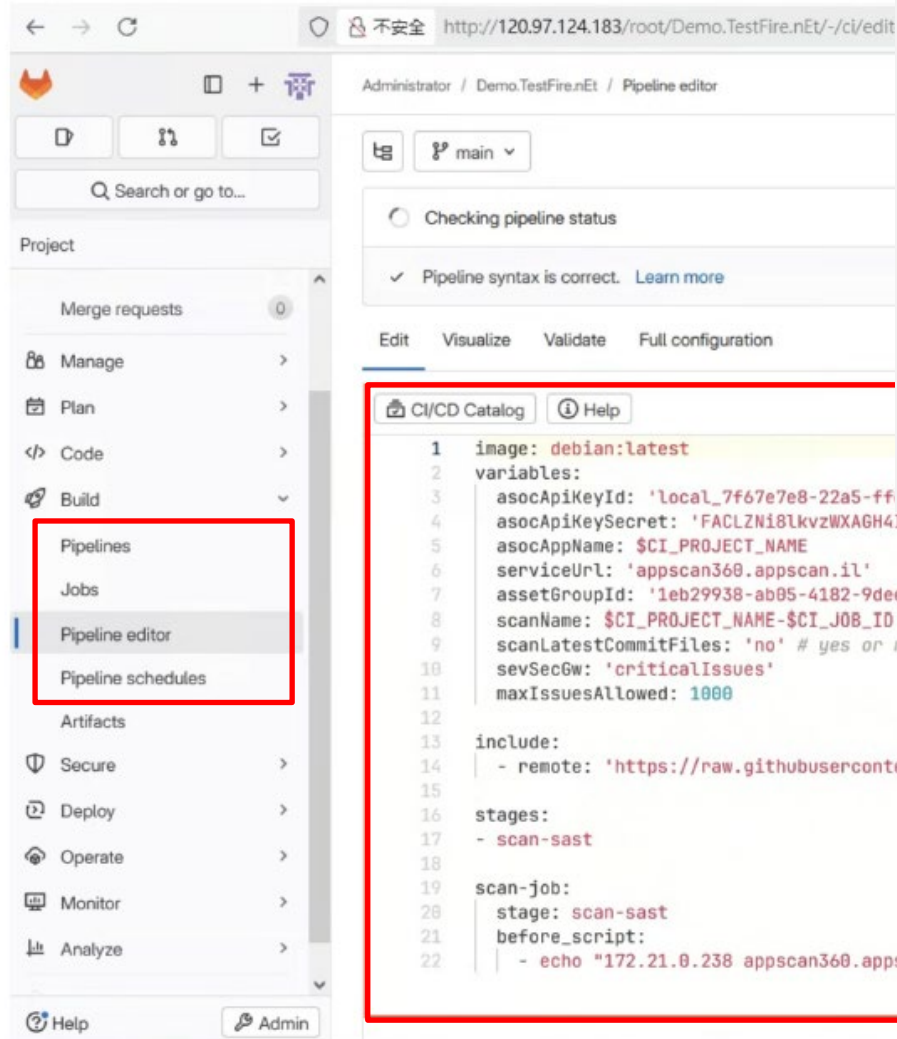 不安全 http://120.97.124.183/root/Demo.TestFire.nEt/-/ci/edit
Administrator / Demo.TestFire.nEt / Pipeline editor
main
Search or go to...
Checking pipeline status
Project
Pipeline syntax is correct. Learn more
Merge requests 0
Edit Visualize Validate Full configuration
Manage
Plan
Code
Build
Pipelines
Jobs
Pipeline editor
Pipeline schedules
Artifacts
Secure
Deploy
Operate
Monitor
Analyze
Help
Admin
CI/CD Catalog Help
1 image: debian:latest
2 variables:
3 asocApiKeyId: 'local_7f67e7e8-22a5-ff
4 asocApiKeySecret: 'FACLZNi8lkvzWXAGH4
5 asocAppName: $CI_PROJECT_NAME
6 serviceUrl: 'appscan360.appscan.il'
7 assetGroupId: '1eb29938-ab05-4182-9de
8 scanName: $CI_PROJECT_NAME-$CI_JOB_ID
9 scanLatestCommitFiles: 'no' # yes or
10 sevSecGw: 'criticalIssues'
11 maxIssuesAllowed: 1000
12
13 include:
14 - remote: 'https://raw.githubuserconte
15
16 stages:
17 - scan-sast
18
19 scan-job:
20 stage: scan-sast
21 before_script:
22 - echo "172.21.0.238 appscan360.apps